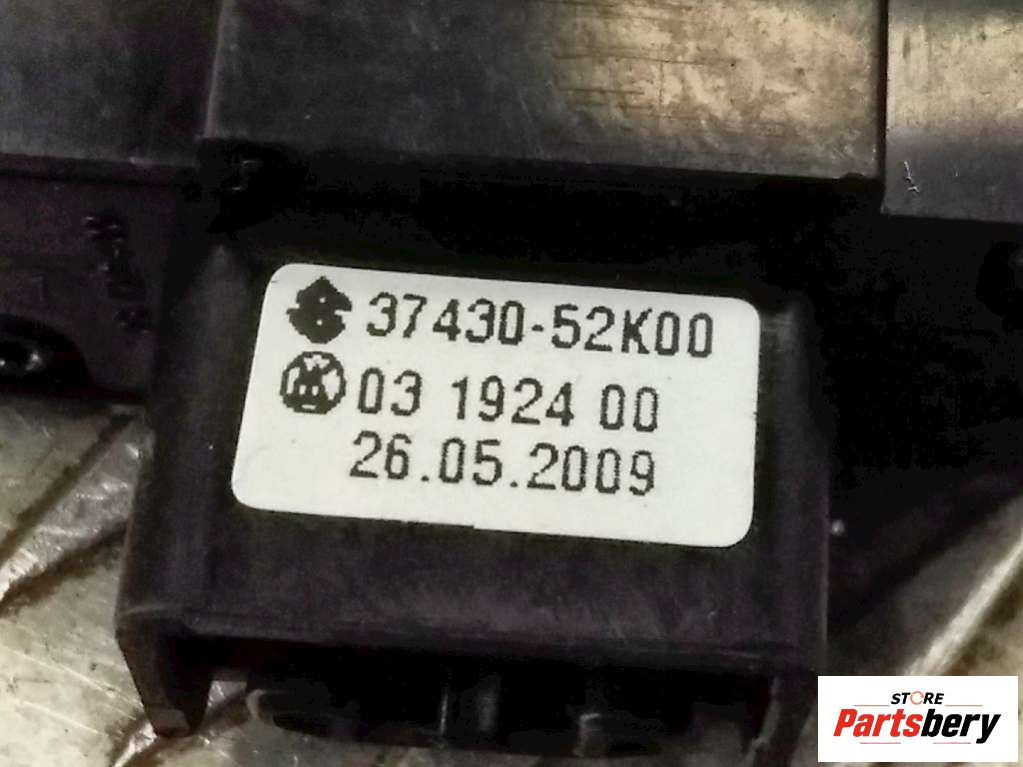 37430-52K00
03 1924 00
26.05.2009
STORE
Partsbery